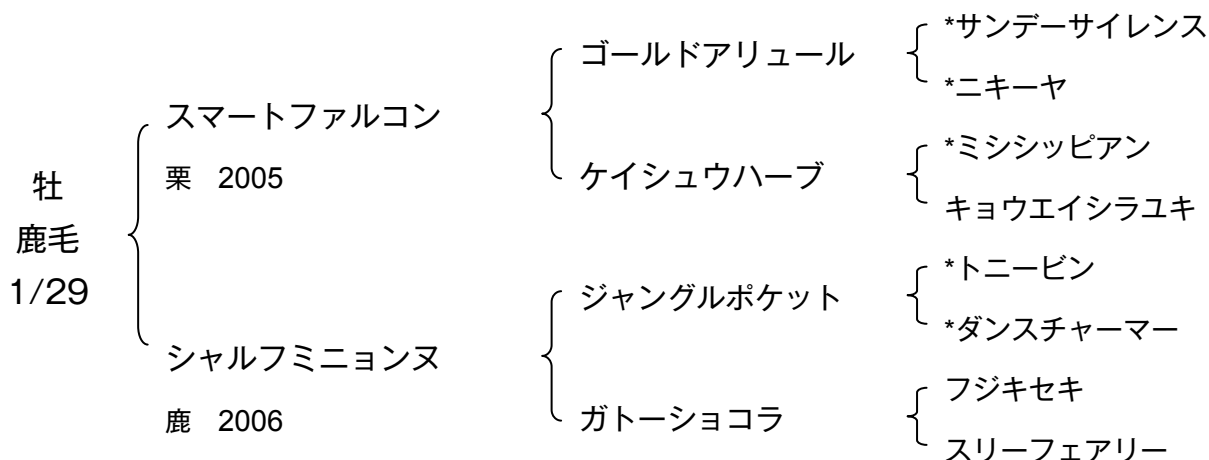 牡
鹿毛
1/29
スマートファルコン
栗 2005
シャルフミニョンヌ
鹿 2006
ゴールドアリュール
ケイシュウハーブ
ジャングルポケット
ガトーショコラ
*サンデーサイレンス
*ニキーヤ
*ミシシッピアン
キョウエイシラユキ
*トニービン
*ダンスチャーマー
フジキセキ
スリーフェアリー